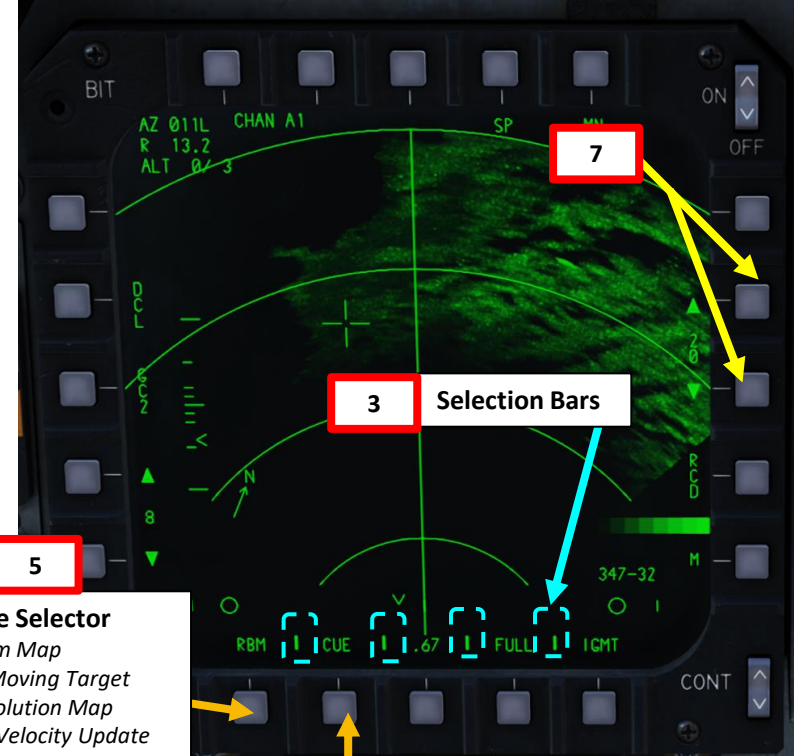 BIT
ON
OFF
AZ 011L
R 13.2
ALT 0/ 3
CHAN A1
SP
7
DCL
20
3
Selection Bars
N
8
RCD
5
347-32
M
e Selector
m Map
Moving Target
olution Map
Velocity Update
RBM
CUE
.67
FULL
IGMT
CONT